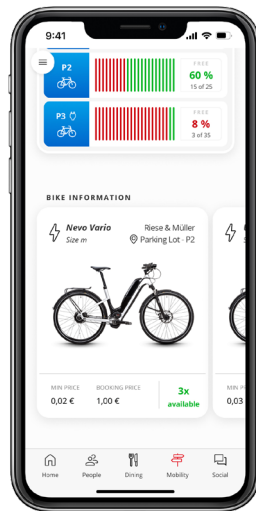 9:41
P2
FREE
60 %
15 of 25
P3
FREE
8 %
3 of 35
BIKE INFORMATION
Nevo Vario
Riese & Müller
Size m
Parking Lot - P2
MIN PRICE
BOOKING PRICE
3x
0,02 €
1,00 €
available
0,03
Home
People
Dining
Mobility
Social